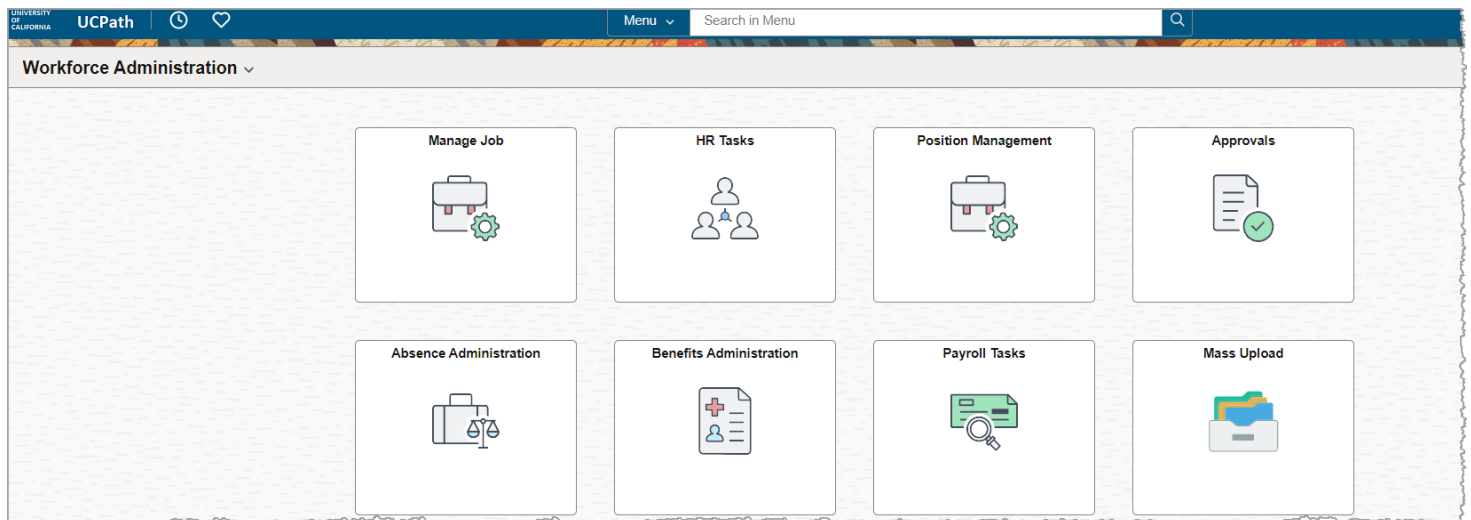 UNIVERSITY
OF
CALIFORNIA
UCPath
Menu
Search in Menu
Workforce Administration
Manage Job
HR Tasks
Position Management
Approvals
Absence Administration
Benefits Administration
Payroll Tasks
Mass Upload